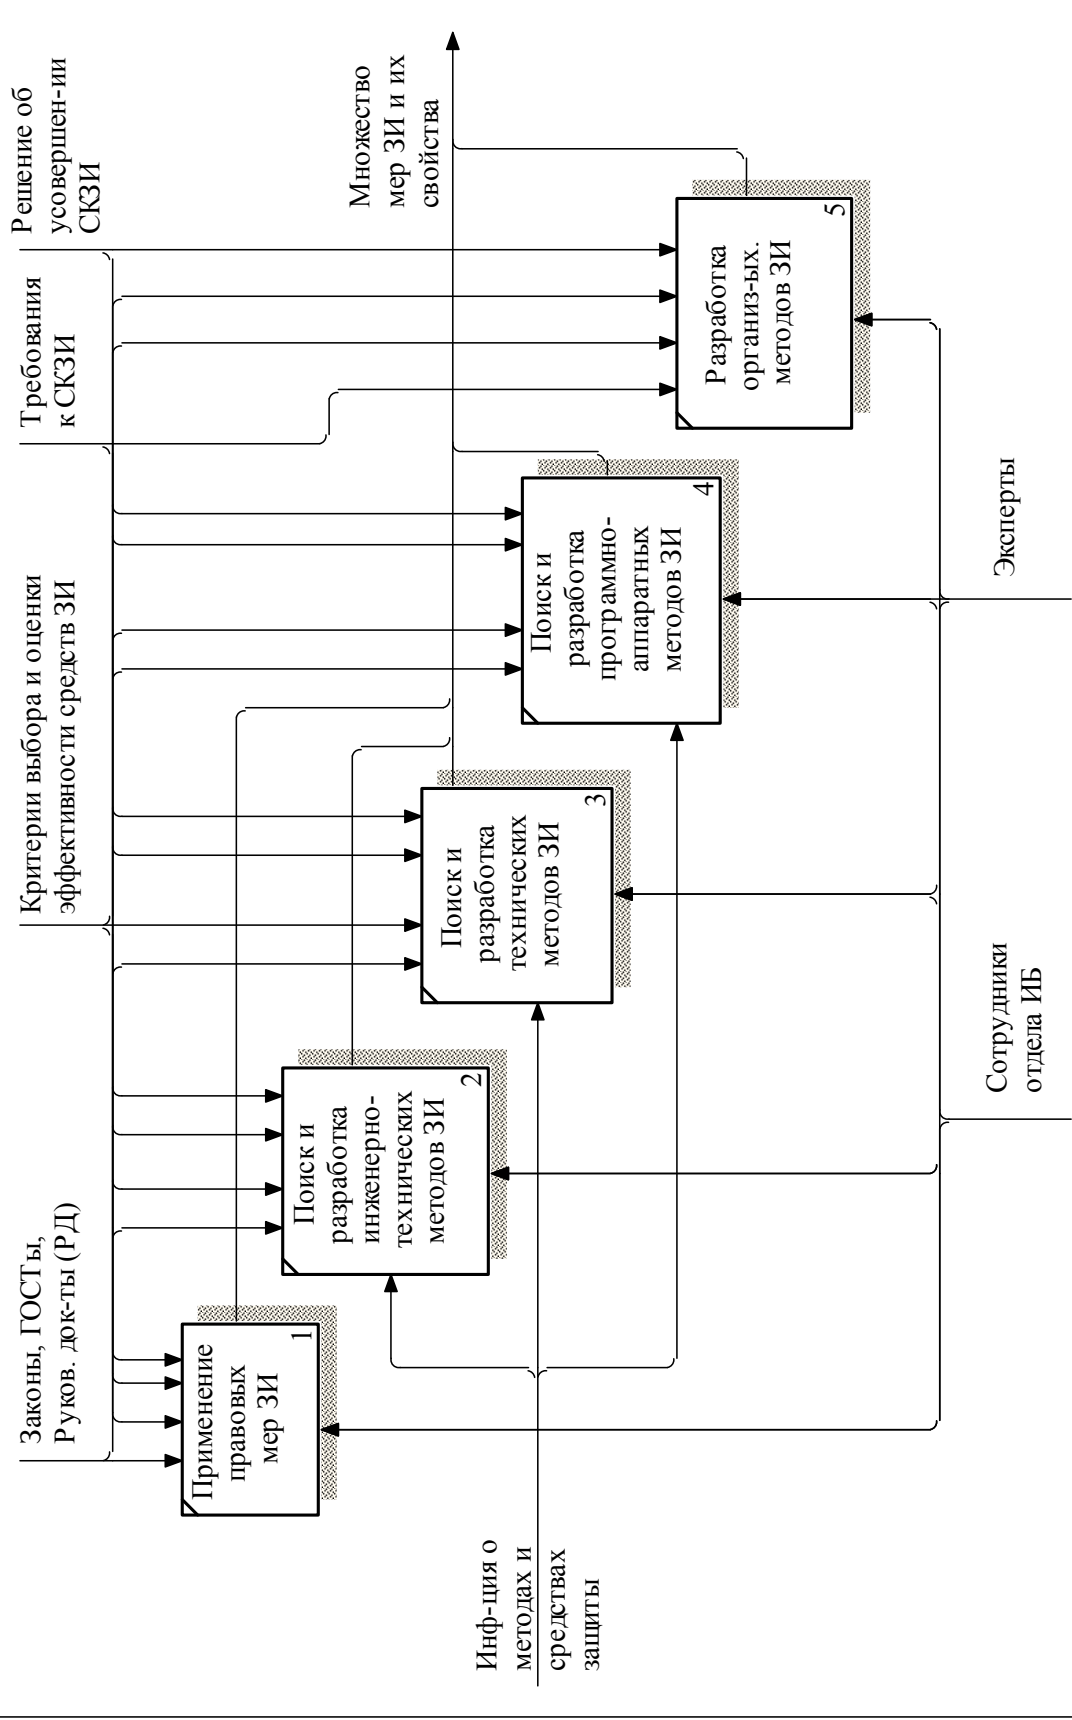 Законы, ГОСТы,
Руков. док-ты (РД)
Критерии выбора и оценки
эффективности средств ЗИ
Требования
к СКЗИ
Решение об
усовершен-ии
СКЗИ
Применение
правовых
мер ЗИ
1
Поиск и
разработка
инженерно-
технических
методов ЗИ
2
Поиск и
разработка
технических
методов ЗИ
3
Поиск и
разработка
программно-
аппаратных
методов ЗИ
4
Разработка
организ-ых.
методов ЗИ
5
Множество
мер ЗИ и их
свойства
Инф-ция о
методах и
средствах
защиты
Сотрудники
отдела ИБ
Эксперты